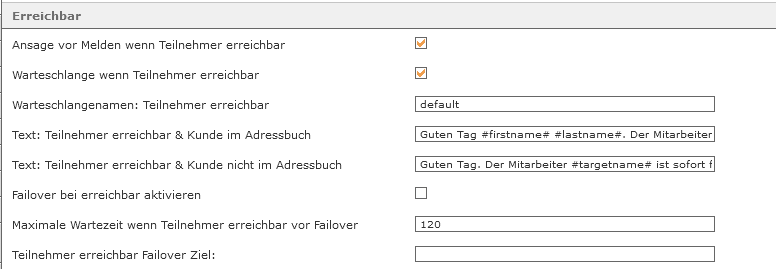 Erreichbar
Ansage vor Melden wenn Teilnehmer erreichbar
Warteschlange wenn Teilnehmer erreichbar
Warteschlangenamen: Teilnehmer erreichbar default
Text: Teilnehmer erreichbar & Kunde im Adressbuch Guten Tag #firstname# #lastname#. Der Mitarbeiter
Text: Teilnehmer erreichbar & Kunde nicht im Adressbuch Guten Tag. Der Mitarbeiter #targetname# ist sofort f
Failover bei erreichbar aktivieren
Maximale Wartezeit wenn Teilnehmer erreichbar vor Failover 120
Teilnehmer erreichbar Failover Ziel: